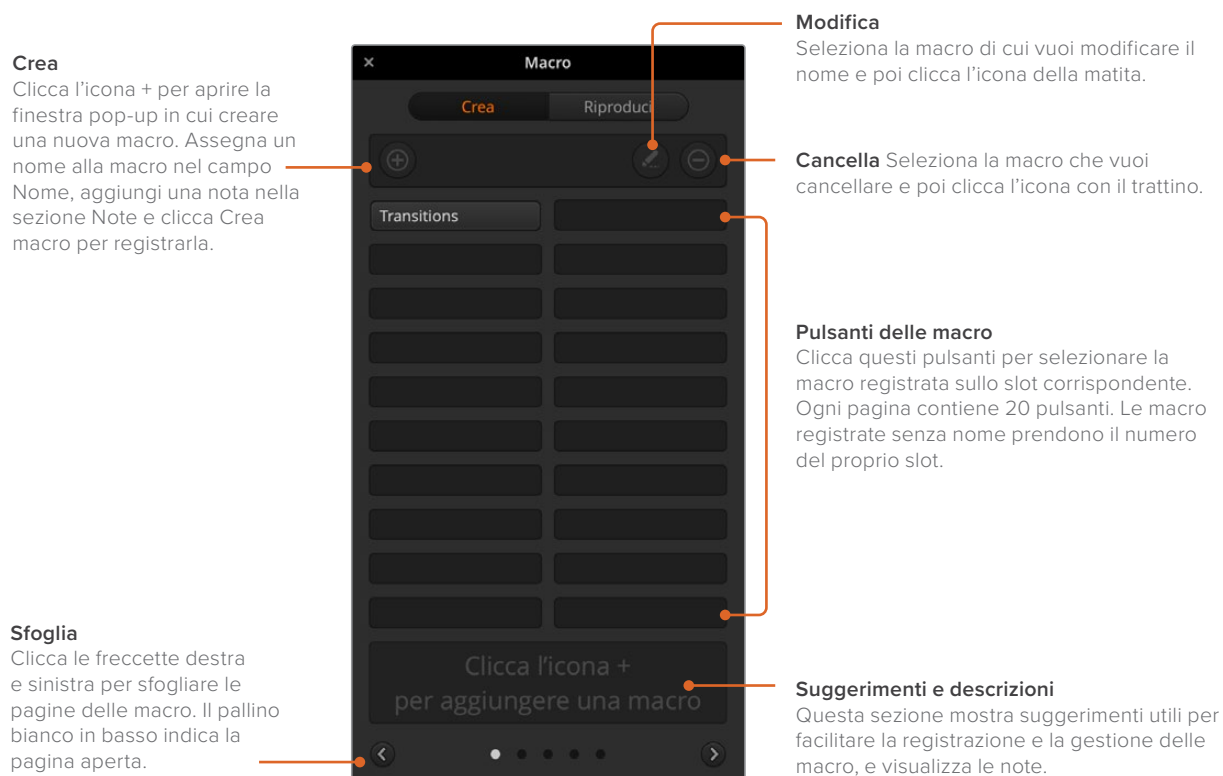 Crea
Clicca l'icona + per aprire la
finestra pop-up in cui creare
una nuova macro. Assegna un
nome alla macro nel campo
Nome, aggiungi una nota nella
sezione Note e clicca Crea
macro per registrarla.
Sfoglia
Clicca le freccette destra
e sinistra per sfogliare le
pagine delle macro. Il pallino
bianco in basso indica la
pagina aperta.
× Macro
Crea Riproduci
Transitions
Clicca l'icona +
per aggiungere una macro
Modifica
Seleziona la macro di cui vuoi modificare il
nome e poi clicca l'icona della matita.
Cancella Seleziona la macro che vuoi
cancellare e poi clicca l'icona con il trattino.
Pulsanti delle macro
Clicca questi pulsanti per selezionare la
macro registrata sullo slot corrispondente.
Ogni pagina contiene 20 pulsanti. Le macro
registrate senza nome prendono il numero
del proprio slot.
Suggerimenti e descrizioni
Questa sezione mostra suggerimenti utili per
facilitare la registrazione e la gestione delle
macro, e visualizza le note.